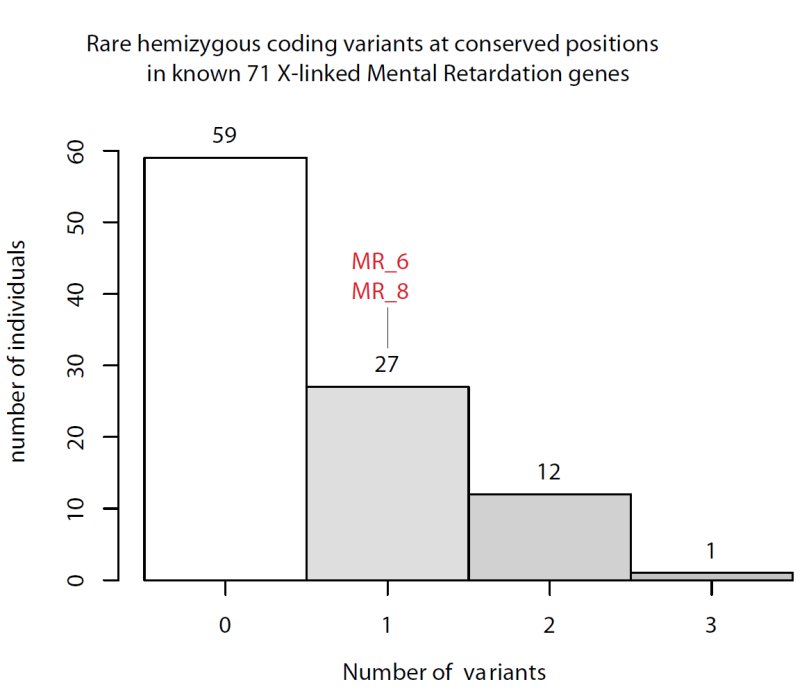 Rare hemizygous coding variants at conserved positions
in known 71 X-linked Mental Retardation genes
59
60
50
MR_6
40
MR_8
30
27
20
12
10
1
0
number of individuals
0 1 2 3
Number of variants